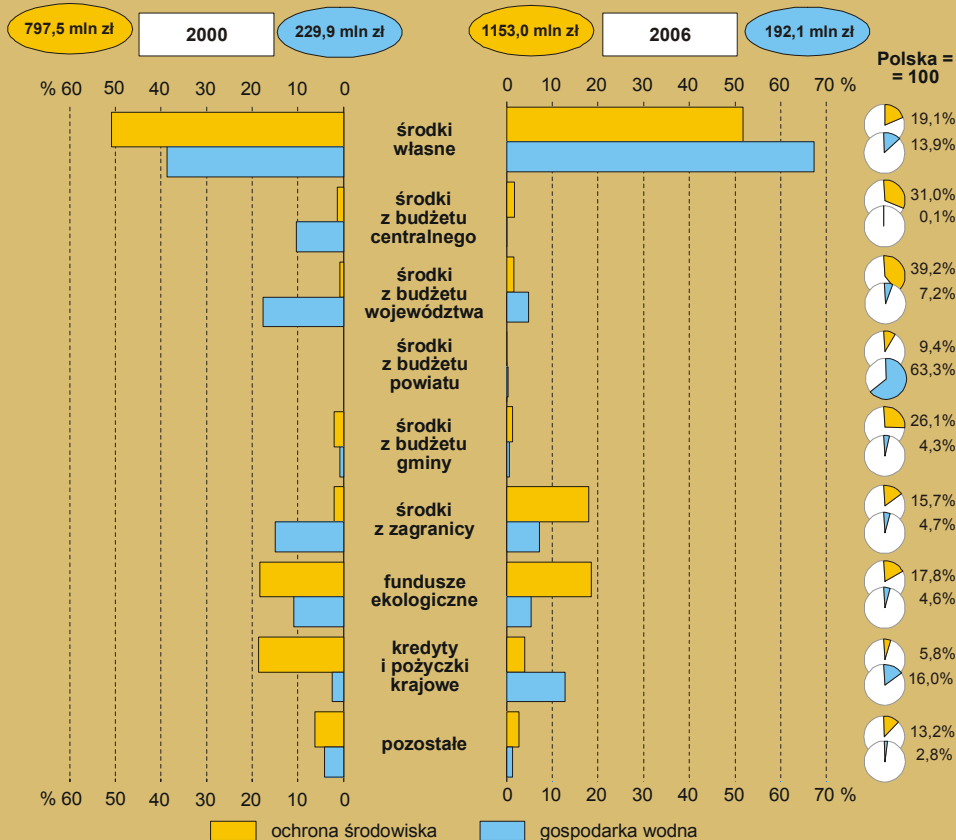 797,5 mln zł 2000 229,9 mln zł 1153,0 mln zł 2006 192,1 mln zł
Polska =
= 100
% 60 50 40 30 20 10 0 0 10 20 30 40 50 60 70 %
środki
własne
19,1%
13,9%
środki
z budżetu
centralnego
31,0%
0,1%
środki
z budżetu
województwa
39,2%
7,2%
środki
z budżetu
powiatu
9,4%
63,3%
środki
z budżetu
gminy
26,1%
4,3%
środki
z zagranicy
15,7%
4,7%
fundusze
ekologiczne
17,8%
4,6%
kredyty
i pożyczki
krajowe
5,8%
16,0%
pozostałe
13,2%
2,8%
% 60 50 40 30 20 10 0 0 10 20 30 40 50 60 70 %
ochrona środowiska gospodarka wodna